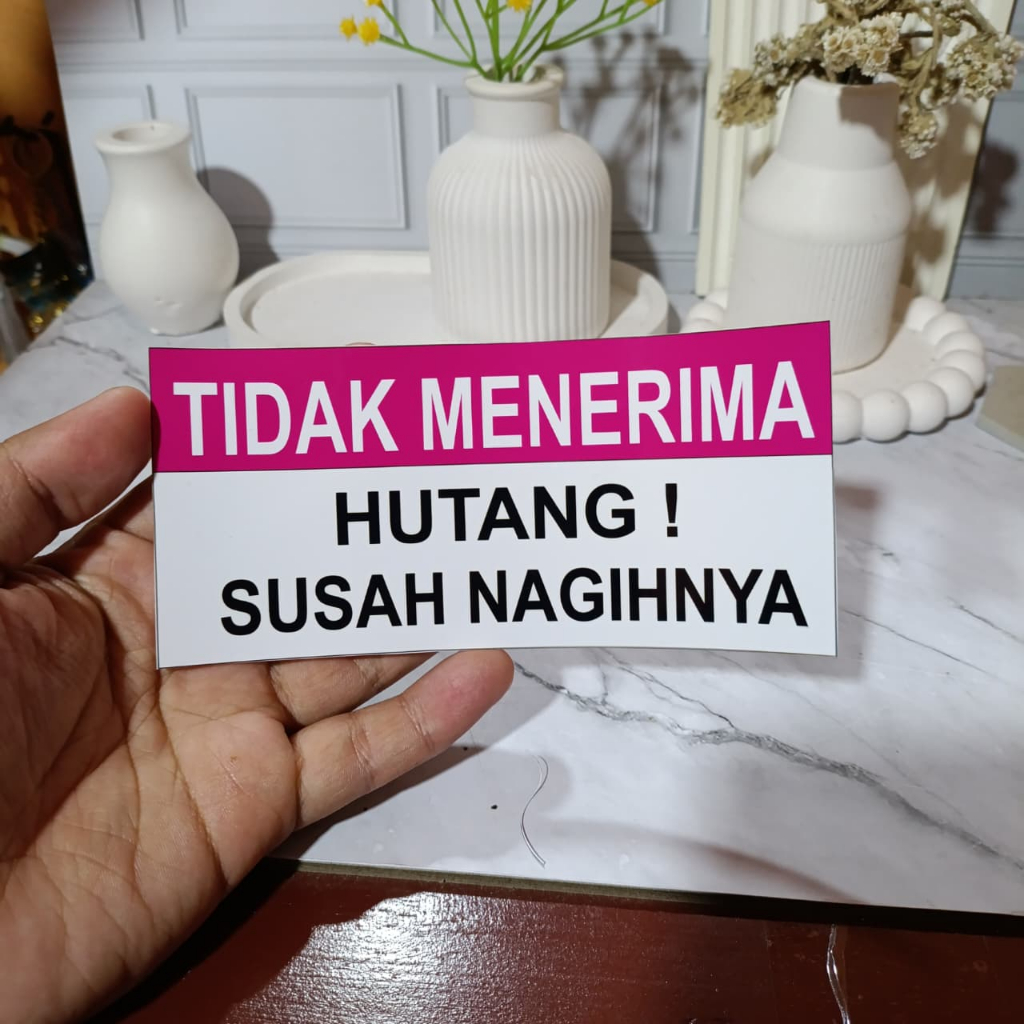 TIDAK MENERIMA
HUTANG !
SUSAH NAGIHNYA